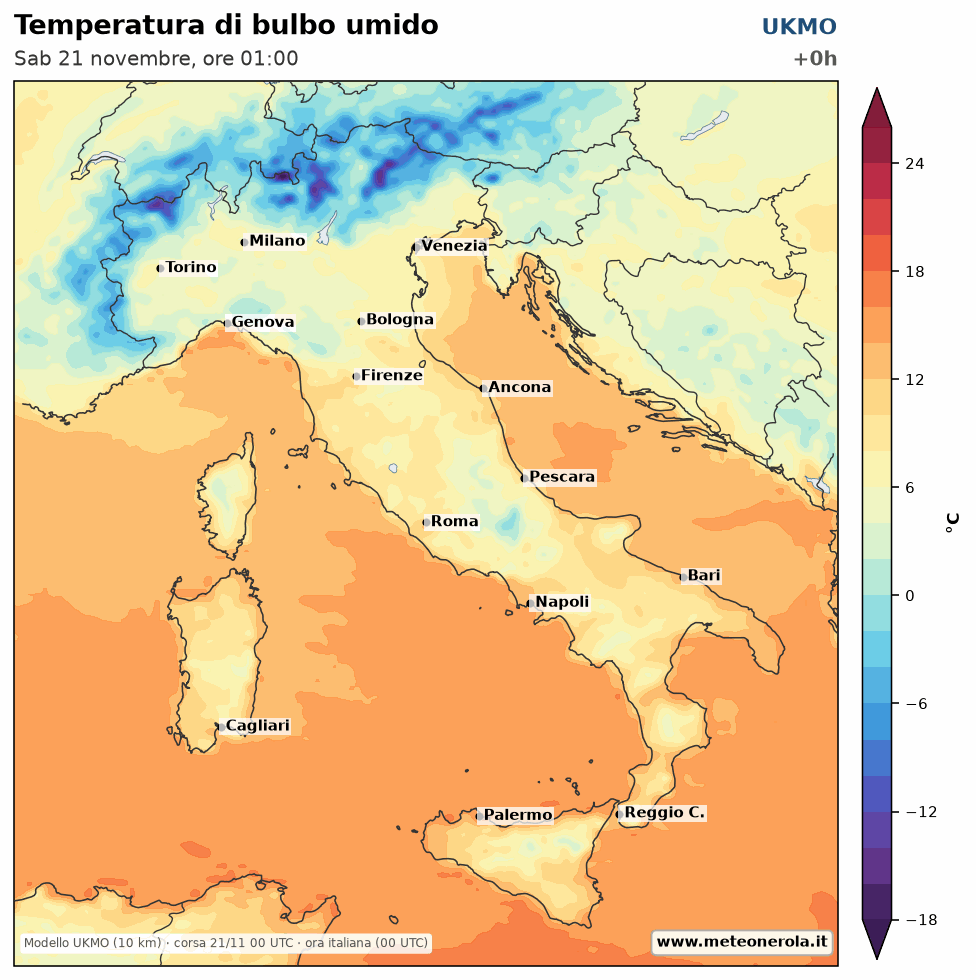 Temperatura di bulbo umido
UKMO
Sab 21 novembre, ore 01:00
+0h
Milano
Venezia
Torino
Genova
Bologna
Firenze
Ancona
Pescara
Roma
Bari
Napoli
Cagliari
Palermo
Reggio C.
24
18
12
6
0
−6
−12
−18
°C
Modello UKMO (10 km) · corsa 21/11 00 UTC · ora italiana (00 UTC)
www.meteonerola.it